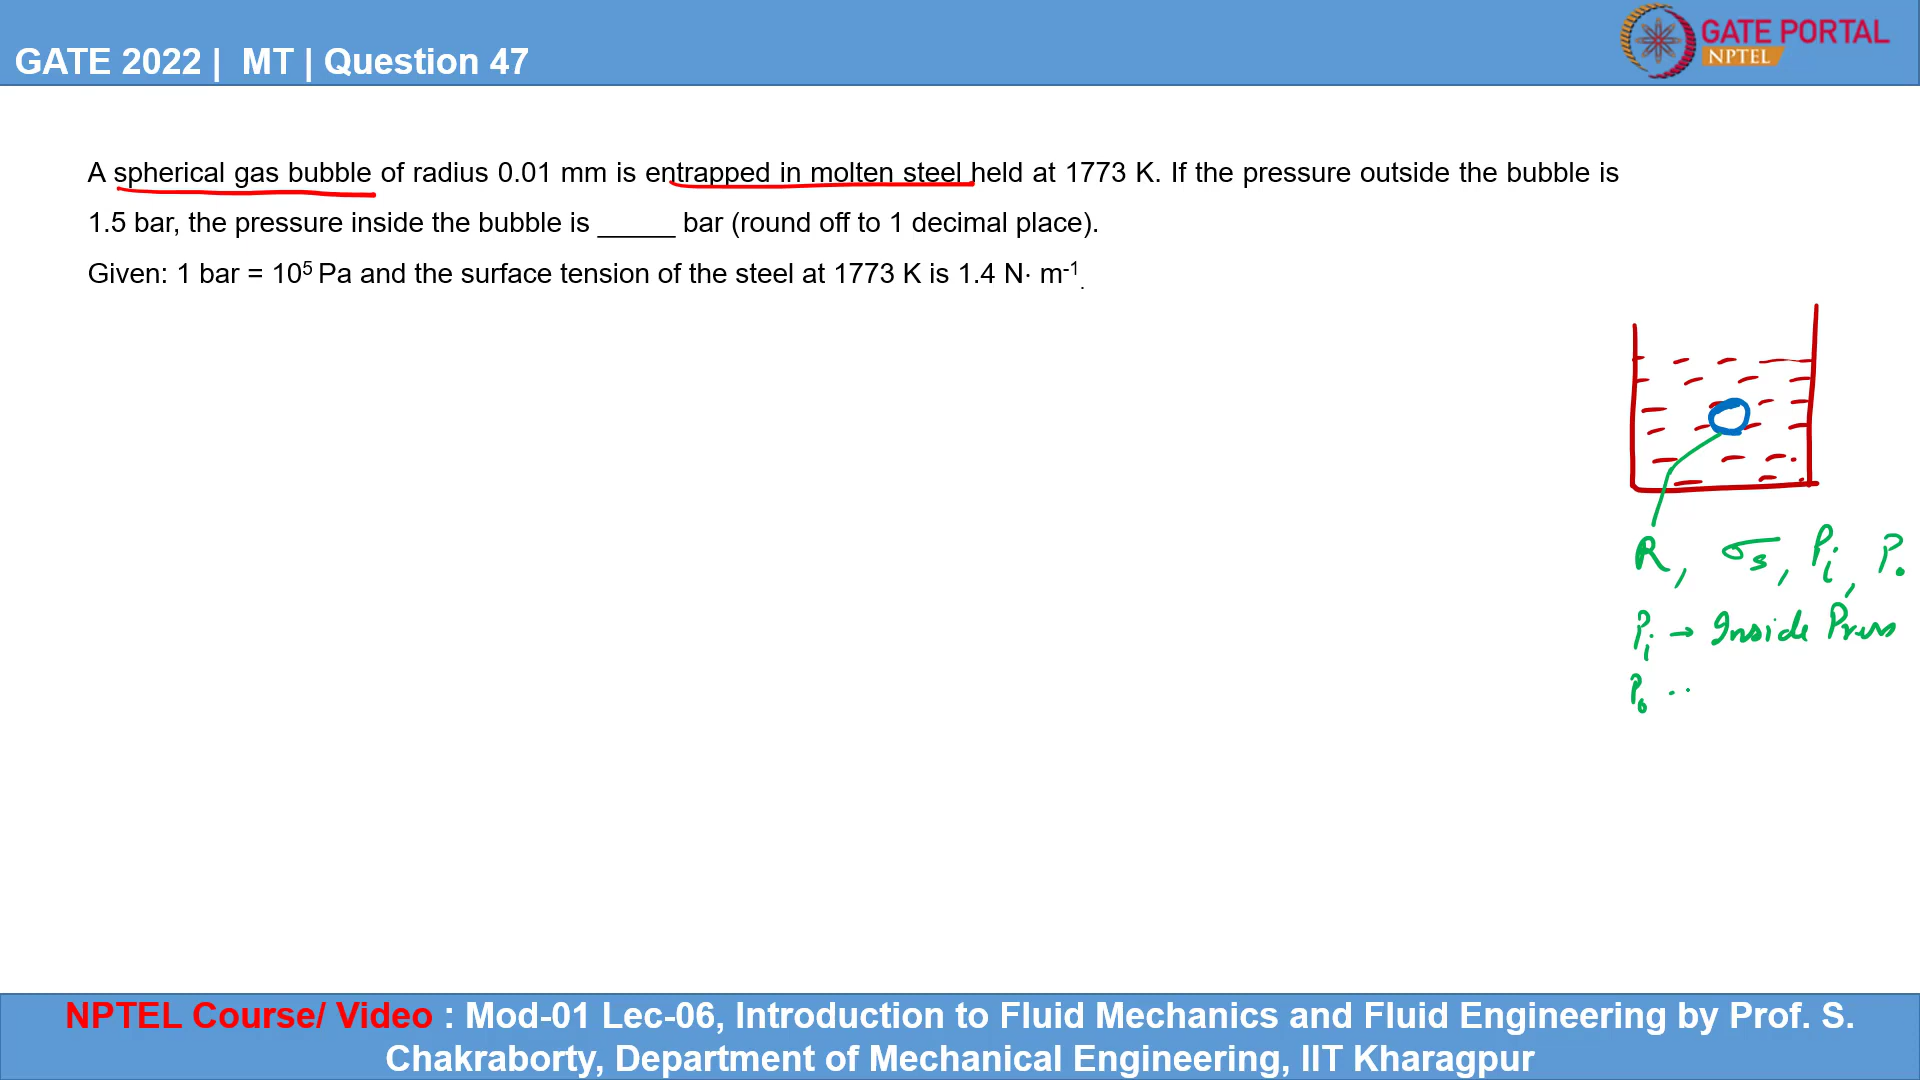 GATE 2022 | MT | Question 47
GATE PORTAL
NPTEL
A spherical gas bubble of radius 0.01 mm is entrapped in molten steel held at 1773 K. If the pressure outside the bubble is
1.5 bar, the pressure inside the bubble is _____ bar (round off to 1 decimal place).
Given: 1 bar = 10⁵ Pa and the surface tension of the steel at 1773 K is 1.4 N· m⁻¹.
R, σₛ, Pᵢ, P₀
Pᵢ → Inside Press
P₀ ..
NPTEL Course/ Video : Mod-01 Lec-06, Introduction to Fluid Mechanics and Fluid Engineering by Prof. S.
Chakraborty, Department of Mechanical Engineering, IIT Kharagpur